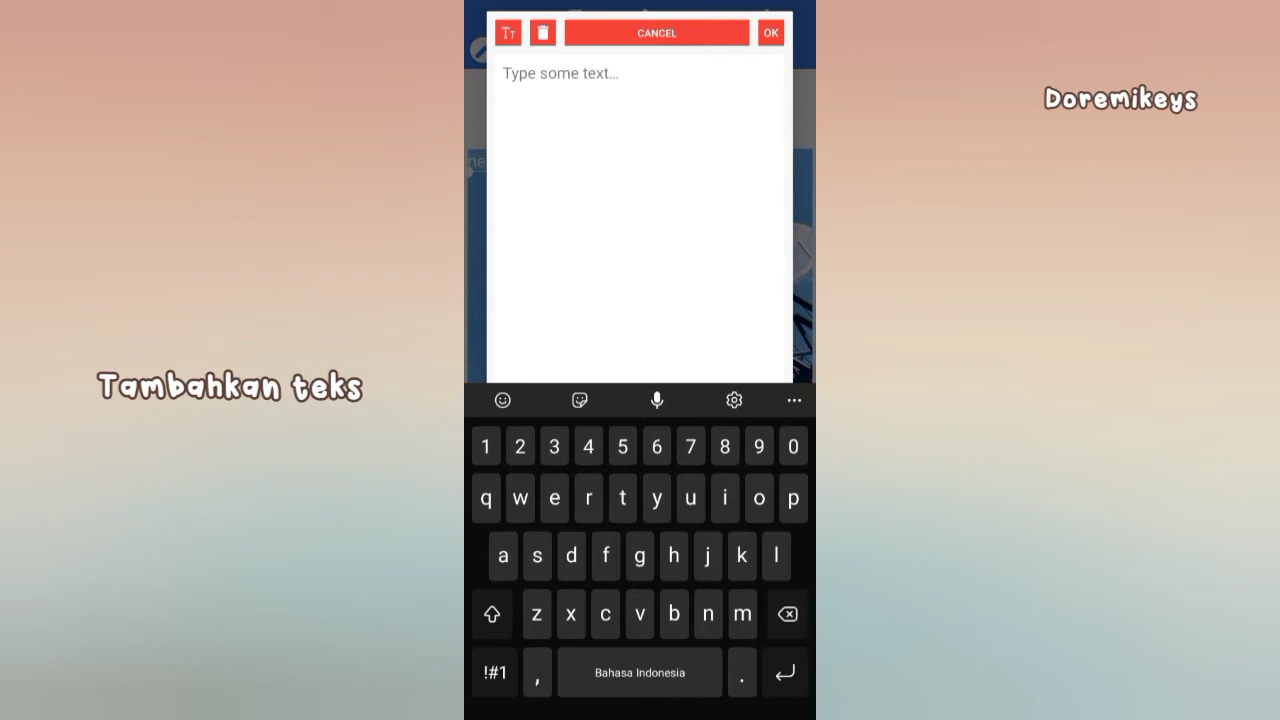 Tт CANCEL OK
Type some text...
ne
Doremikeys
Tambahkan teks
1 2 3 4 5 6 7 8 9 0
q w e r t y u i o p
a s d f g h j k l
z x c v b n m
!#1 , Bahasa Indonesia .